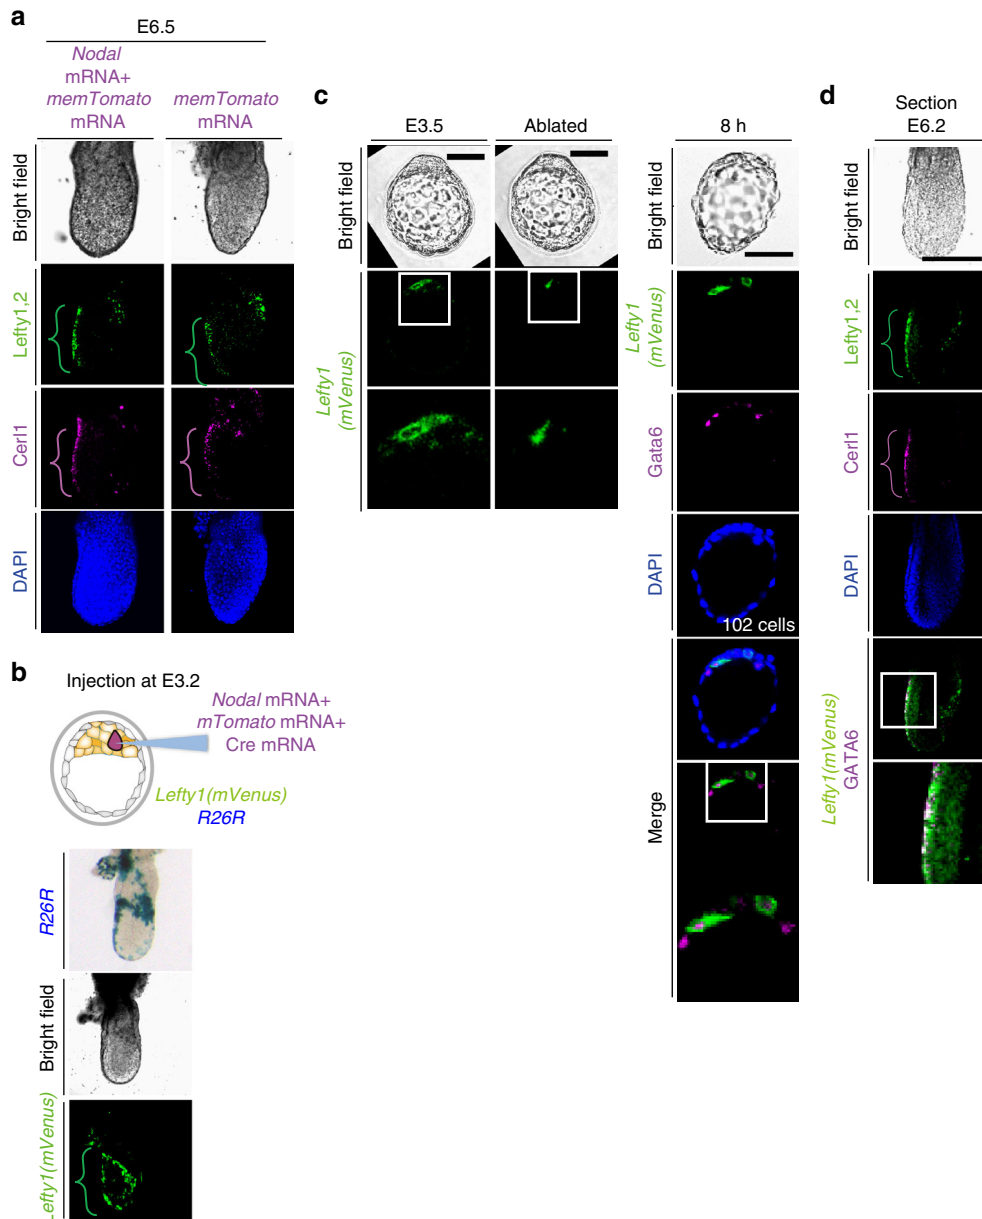 a
E6.5
Nodal
mRNA+
memTomato
mRNA
memTomato
mRNA
Bright field
Lefty1,2
Cerl1
DAPI
b
Injection at E3.2
Nodal mRNA+
mTomato mRNA+
Cre mRNA
Lefty1(mVenus)
R26R
R26R
Bright field
Lefty1(mVenus)
c
E3.5
Ablated
8 h
Bright field
Lefty1
(mVenus)
Bright field
Lefty1
(mVenus)
Gata6
DAPI
102 cells
Merge
d
Section
E6.2
Bright field
Lefty1,2
Cerl1
DAPI
Lefty1(mVenus)
GATA6